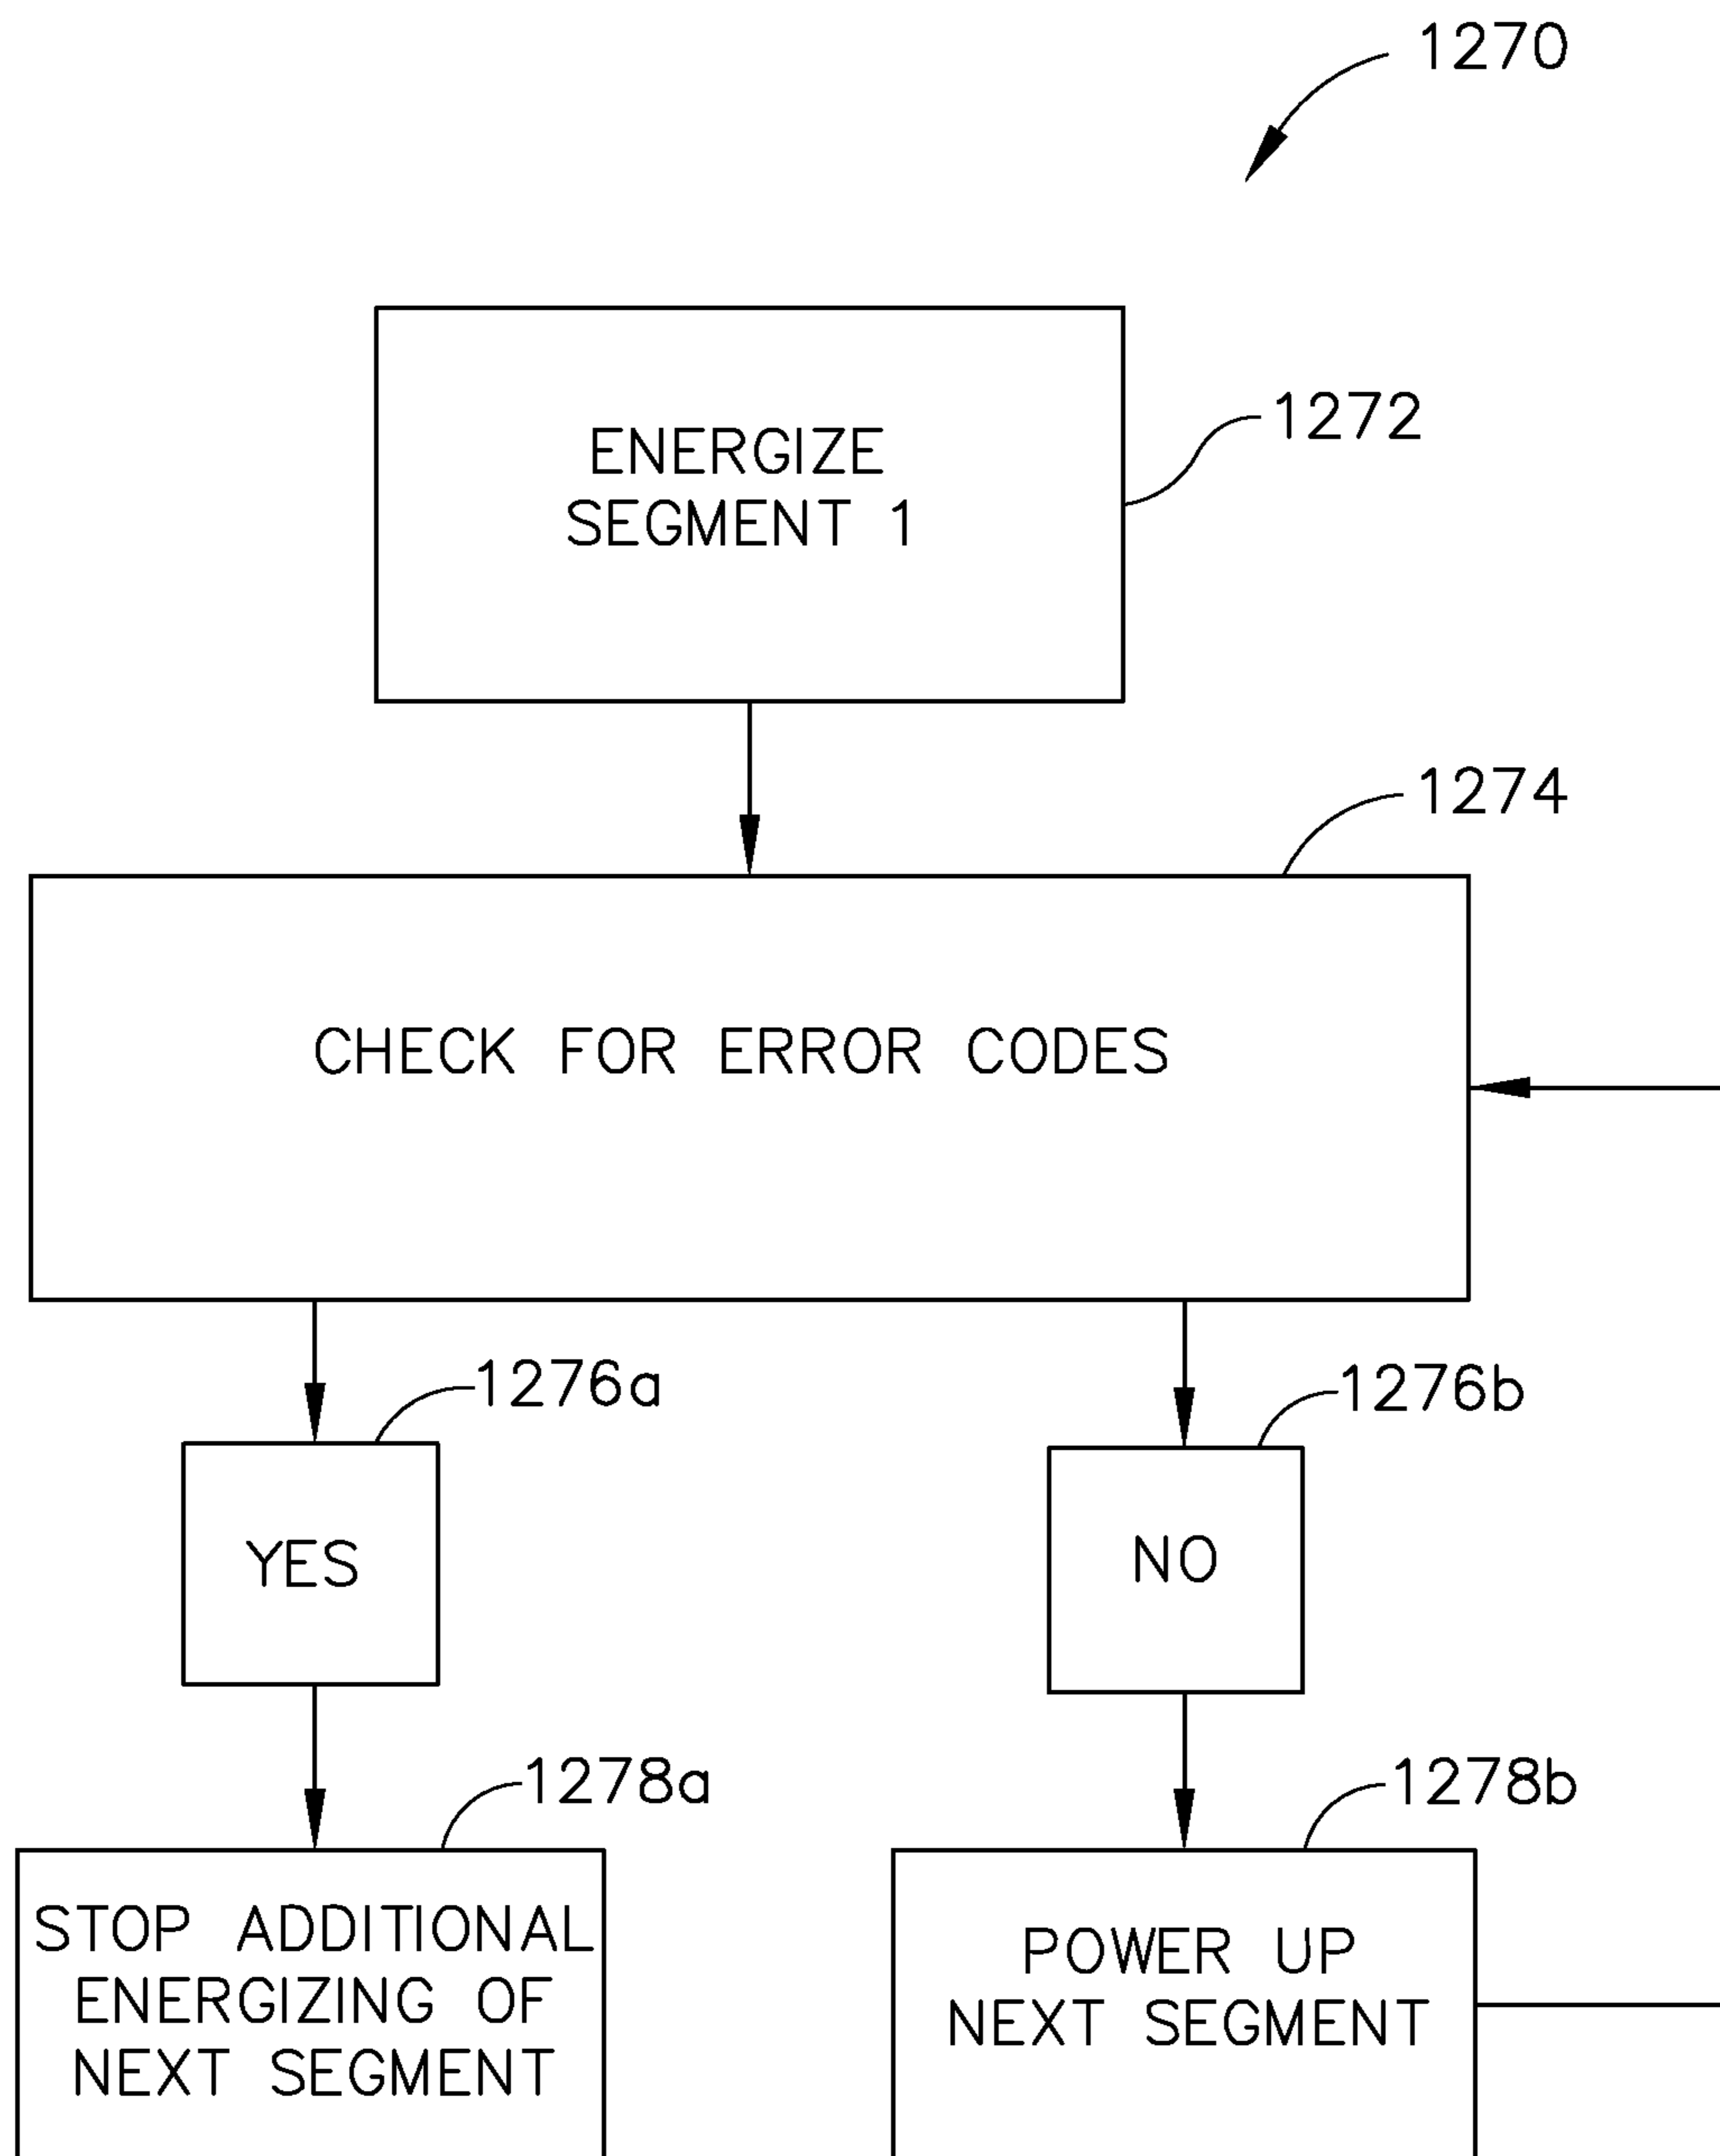 1270
ENERGIZE
SEGMENT 1
1272
1274
CHECK FOR ERROR CODES
1276a
1276b
YES
NO
1278a
1278b
STOP ADDITIONAL
ENERGIZING OF
NEXT SEGMENT
POWER UP
NEXT SEGMENT